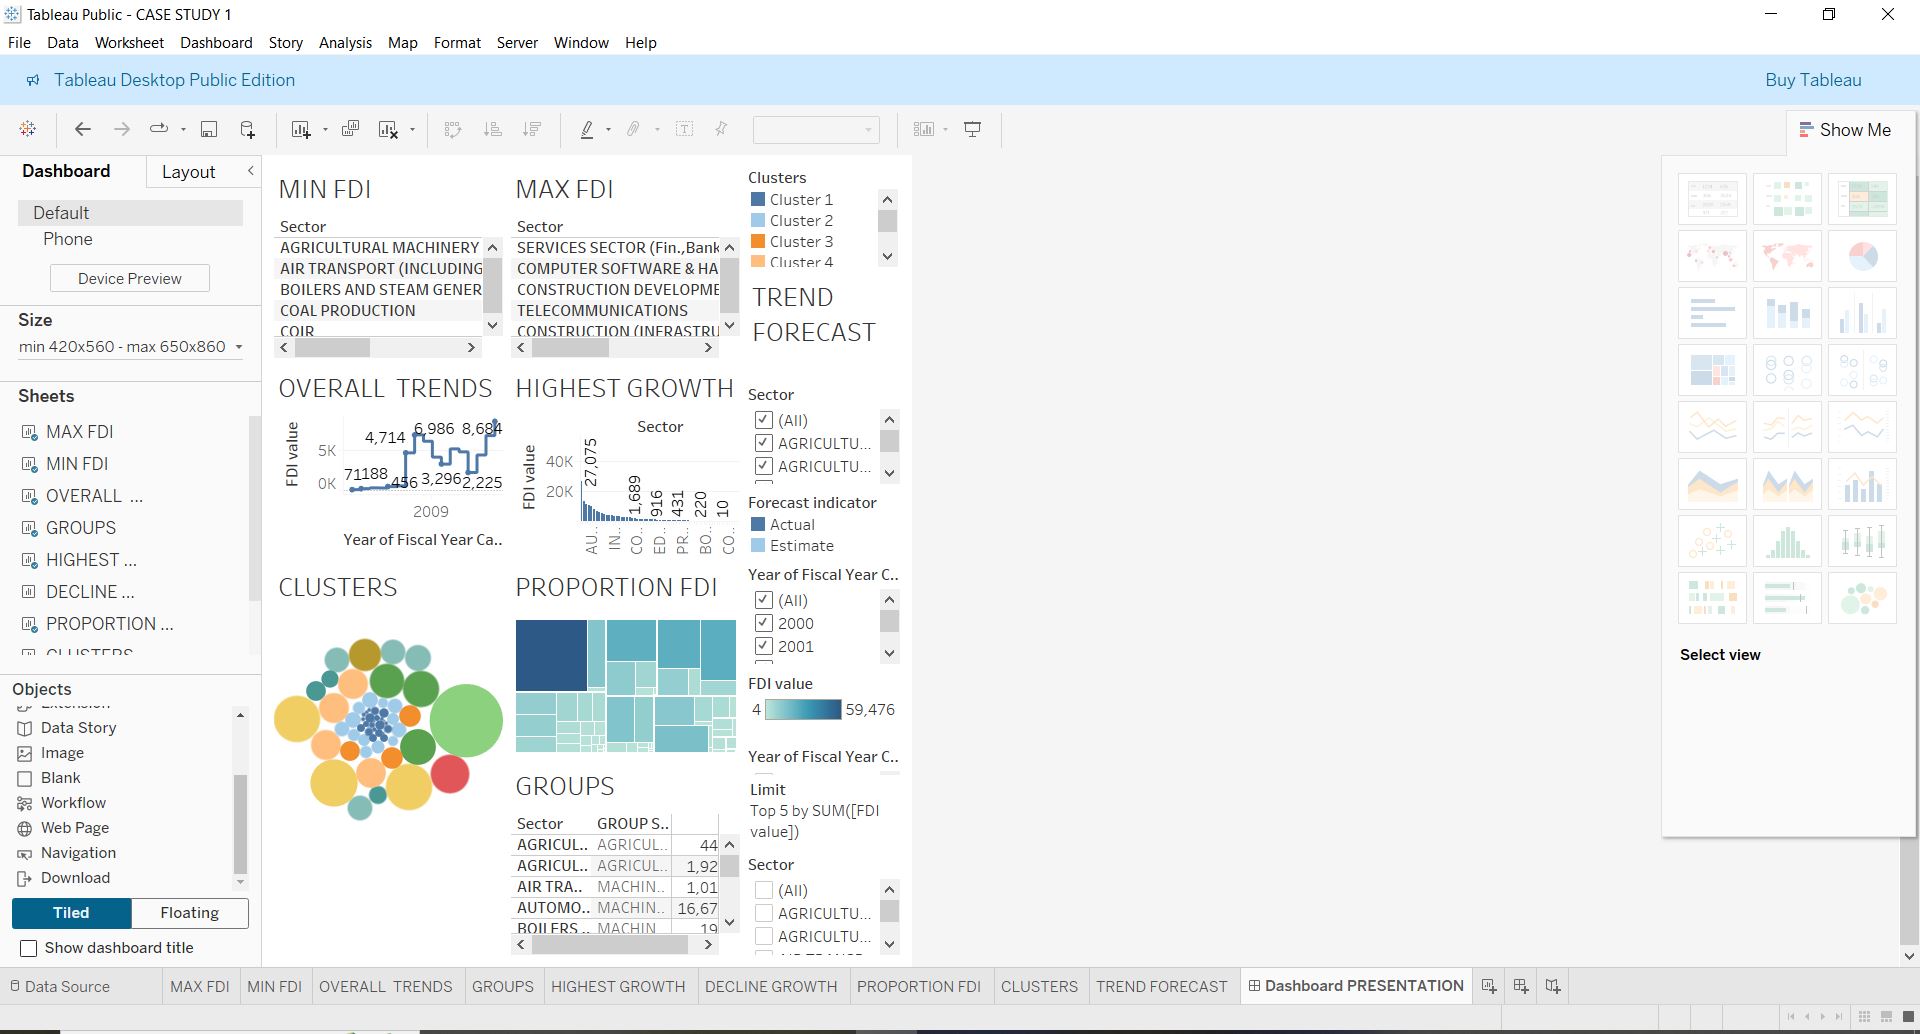 Tableau Public - CASE STUDY 1
File Data Worksheet Dashboard Story Analysis Map Format Server Window Help
Tableau Desktop Public Edition
Buy Tableau
Show Me
Dashboard
Layout
Default
Phone
Device Preview
Size
min 420x560 - max 650x860
Sheets
MAX FDI
MIN FDI
OVERALL ...
GROUPS
HIGHEST ...
DECLINE ...
PROPORTION ...
CLUSTERS
Objects
Extension
Data Story
Image
Blank
Workflow
Web Page
Navigation
Download
Tiled
Floating
Show dashboard title
MIN FDI
Sector
AGRICULTURAL MACHINERY
AIR TRANSPORT (INCLUDING
BOILERS AND STEAM GENER
COAL PRODUCTION
COIR
MAX FDI
Sector
SERVICES SECTOR (Fin.,Bank
COMPUTER SOFTWARE & HA
CONSTRUCTION DEVELOPME
TELECOMMUNICATIONS
CONSTRUCTION (INFRASTRU
OVERALL  TRENDS
FDI value
5K
0K
71
188
4,714
456
6,986
3,296
8,684
2,225
2009
Year of Fiscal Year Ca..
HIGHEST GROWTH
Sector
FDI value
40K
20K
27,075
1,689
916
431
220
10
AU..
IN..
CO..
ED..
PR..
BO..
CO..
CLUSTERS
PROPORTION FDI
GROUPS
Sector GROUP S..
AGRICUL.. AGRICUL.. 44
AGRICUL.. AGRICUL.. 1,92
AIR TRA.. MACHIN.. 1,01
AUTOMO.. MACHIN.. 16,67
BOILERS .. MACHIN.. 19
Clusters
Cluster 1
Cluster 2
Cluster 3
Cluster 4
TREND
FORECAST
Sector
(All)
AGRICULTU...
AGRICULTU...
Forecast indicator
Actual
Estimate
Year of Fiscal Year C..
(All)
2000
2001
FDI value
4 59,476
Year of Fiscal Year C..
Limit
Top 5 by SUM([FDI
value])
Sector
(All)
AGRICULTU...
AGRICULTU...
Select view
Data Source
MAX FDI
MIN FDI
OVERALL  TRENDS
GROUPS
HIGHEST GROWTH
DECLINE GROWTH
PROPORTION FDI
CLUSTERS
TREND FORECAST
Dashboard PRESENTATION